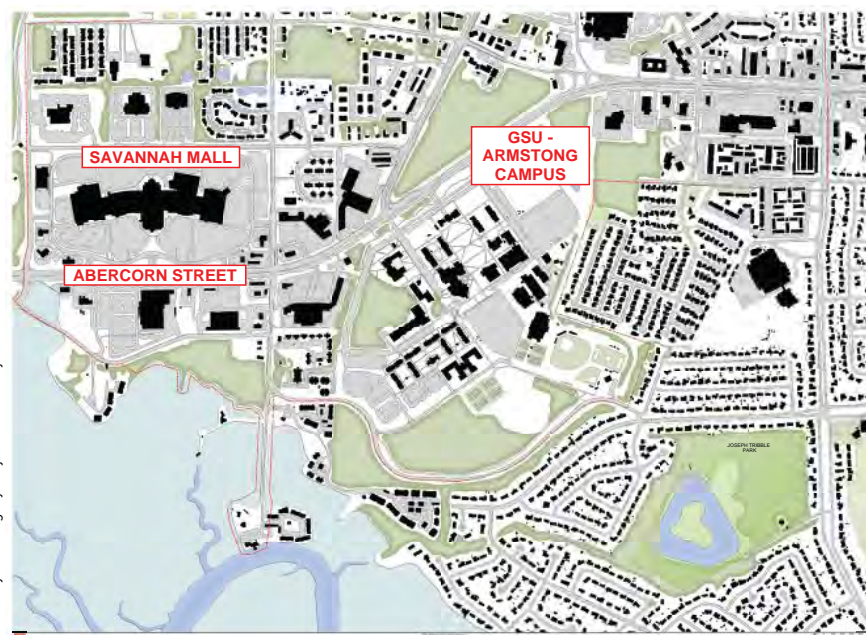 SAVANNAH MALL
GSU -
ARMSTONG
CAMPUS
ABERCORN STREET
JOSEPH TRIBBLE
PARK